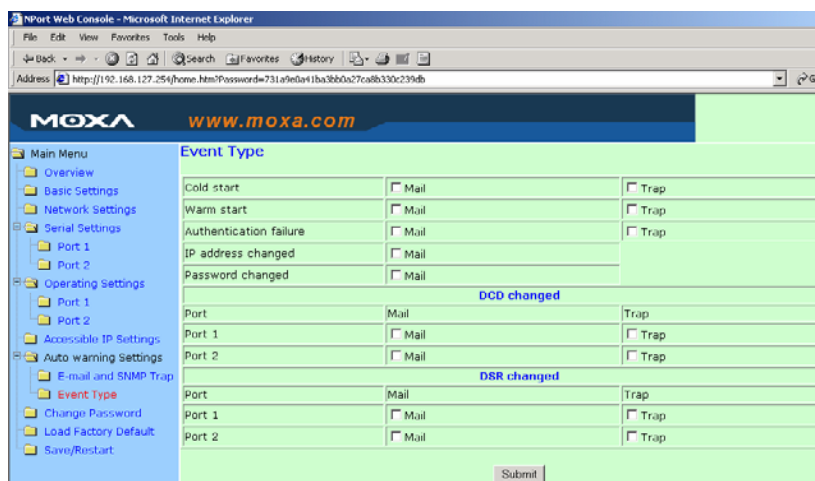 NPort Web Console - Microsoft Internet Explorer
File Edit View Favorites Tools Help
Back Search Favorites History
Address http://192.168.127.254/home.htm?Password=731a9e0a41ba3bb0a27ca8b330c239db G
MOXA www.moxa.com
Main Menu
Overview
Basic Settings
Network Settings
Serial Settings
Port 1
Port 2
Operating Settings
Port 1
Port 2
Accessible IP Settings
Auto warning Settings
E-mail and SNMP Trap
Event Type
Change Password
Load Factory Default
Save/Restart
Event Type
Cold start Mail Trap
Warm start Mail Trap
Authentication failure Mail Trap
IP address changed Mail
Password changed Mail
DCD changed
Port Mail Trap
Port 1 Mail Trap
Port 2 Mail Trap
DSR changed
Port Mail Trap
Port 1 Mail Trap
Port 2 Mail Trap
Submit